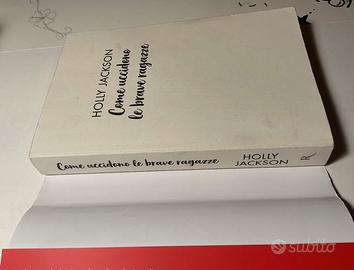 HOLLY JACKSON
Come uccidono
le brave ragazze
Come uccidono le brave ragazze
HOLLY
JACKSON
R
subito